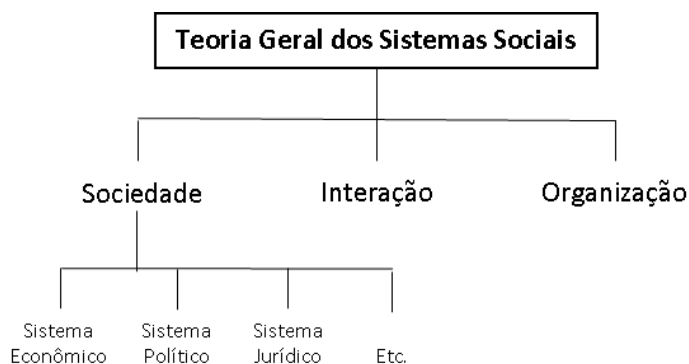 Teoria Geral dos Sistemas Sociais
Sociedade
Interação
Organização
Sistema
Econômico
Sistema
Político
Sistema
Jurídico
Etc.